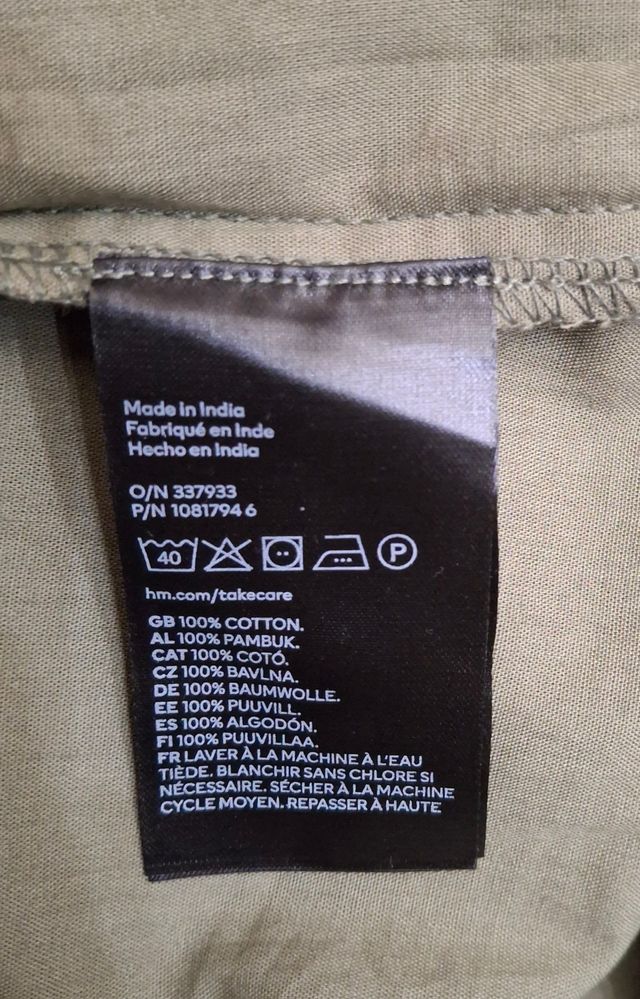 Made in India
Fabriqué en Inde
Hecho en India
O/N 337933
P/N 1081794 6
40 P
hm.com/takecare
GB 100% COTTON.
AL 100% PAMBUK.
CAT 100% COTÓ.
CZ 100% BAVLNA.
DE 100% BAUMWOLLE.
EE 100% PUUVILL.
ES 100% ALGODÓN.
FI 100% PUUVILLAA.
FR LAVER À LA MACHINE À L'EAU
TIÈDE. BLANCHIR SANS CHLORE SI
NÉCESSAIRE. SÉCHER À LA MACHINE
CYCLE MOYEN. REPASSER À HAUTE